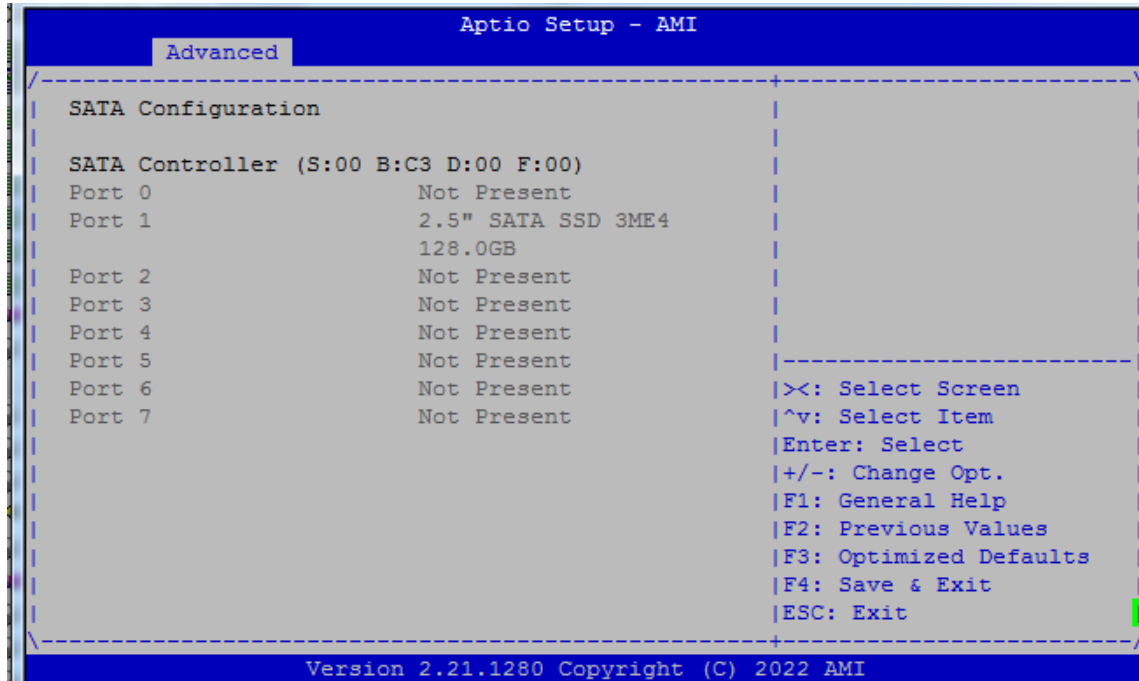 Aptio Setup - AMI
Advanced
SATA Configuration
SATA Controller (S:00 B:C3 D:00 F:00)
Port 0 Not Present
Port 1 2.5" SATA SSD 3ME4
128.0GB
Port 2 Not Present
Port 3 Not Present
Port 4 Not Present
Port 5 Not Present
Port 6 Not Present
Port 7 Not Present
><: Select Screen
^v: Select Item
Enter: Select
+/-: Change Opt.
F1: General Help
F2: Previous Values
F3: Optimized Defaults
F4: Save & Exit
ESC: Exit
Version 2.21.1280 Copyright (C) 2022 AMI